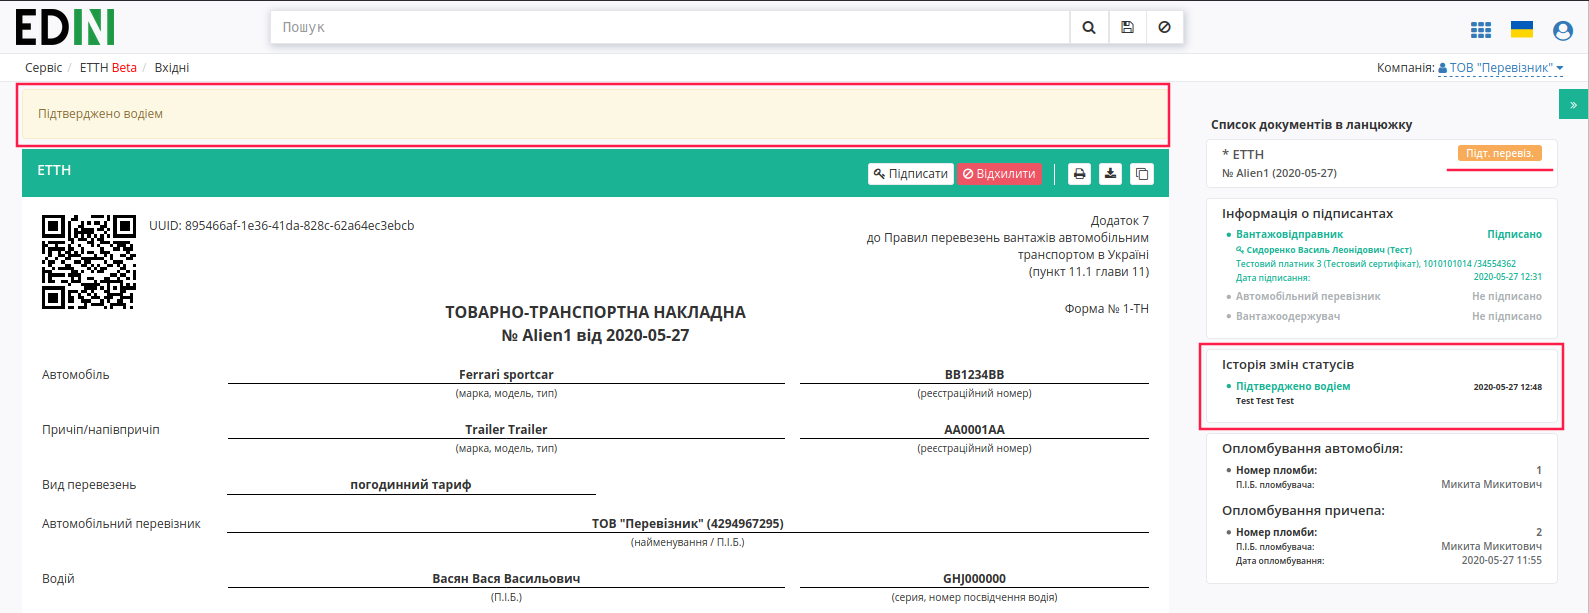 EDIN
Пошук
Сервіс / ЕТТН Beta / Вхідні
Компанія: ТОВ "Перевізник"
Підтверджено водієм
ЕТТН
Підписати
Відхилити
UUID: 895466af-1e36-41da-828c-62a64ec3ebcb
Додаток 7
до Правил перевезень вантажів автомобільним
транспортом в Україні
(пункт 11.1 глави 11)
Форма № 1-ТН
ТОВАРНО-ТРАНСПОРТНА НАКЛАДНА
№ Alien1 від 2020-05-27
Автомобіль Ferrari sportcar BB1234BB
(марка, модель, тип) (реєстраційний номер)
Причіп/напівпричіп Trailer Trailer AA0001AA
(марка, модель, тип) (реєстраційний номер)
Вид перевезень погодинний тариф
Автомобільний перевізник ТОВ "Перевізник" (4294967295)
(найменування / П.І.Б.)
Водій Васян Вася Васильович GHJ000000
(П.І.Б.) (серия, номер посвідчення водія)
»
Список документів в ланцюжку
* ЕТТН Підт. перевіз.
№ Alien1 (2020-05-27)
Інформація о підписантах
Вантажовідправник Підписано
Сидоренко Василь Леонідович (Тест)
Тестовий платник 3 (Тестовий сертифікат), 1010101014 /34554362
Дата підписання: 2020-05-27 12:31
Автомобільний перевізник Не підписано
Вантажоодержувач Не підписано
Історія змін статусів
Підтверджено водієм 2020-05-27 12:48
Test Test Test
Опломбування автомобіля:
Номер пломби: 1
П.І.Б. пломбувача: Микита Микитович
Опломбування причепа:
Номер пломби: 2
П.І.Б. пломбувача: Микита Микитович
Дата опломбування: 2020-05-27 11:55